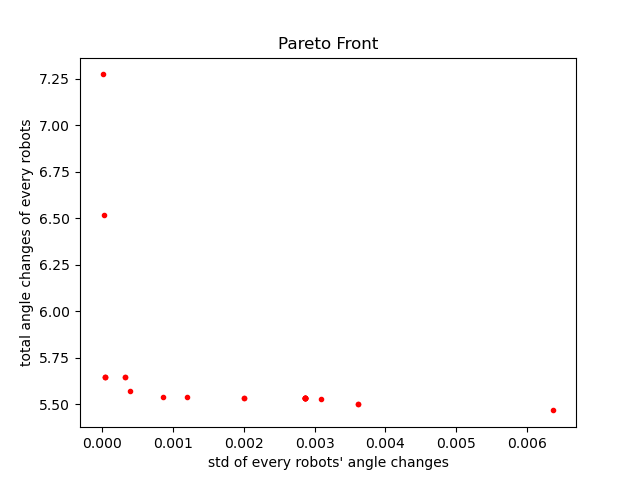 Pareto Front
total angle changes of every robots
7.25
7.00
6.75
6.50
6.25
6.00
5.75
5.50
0.000 0.001 0.002 0.003 0.004 0.005 0.006
std of every robots' angle changes